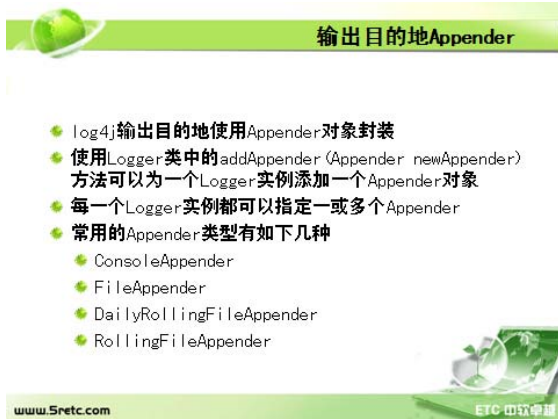 输出目的地Appender
log4j输出目的地使用Appender对象封装
使用Logger类中的addAppender(Appender newAppender)
方法可以为一个Logger实例添加一个Appender对象
每一个Logger实例都可以指定一或多个Appender
常用的Appender类型有如下几种
ConsoleAppender
FileAppender
DailyRollingFileAppender
RollingFileAppender
www.5retc.com
ETC 中软卓越